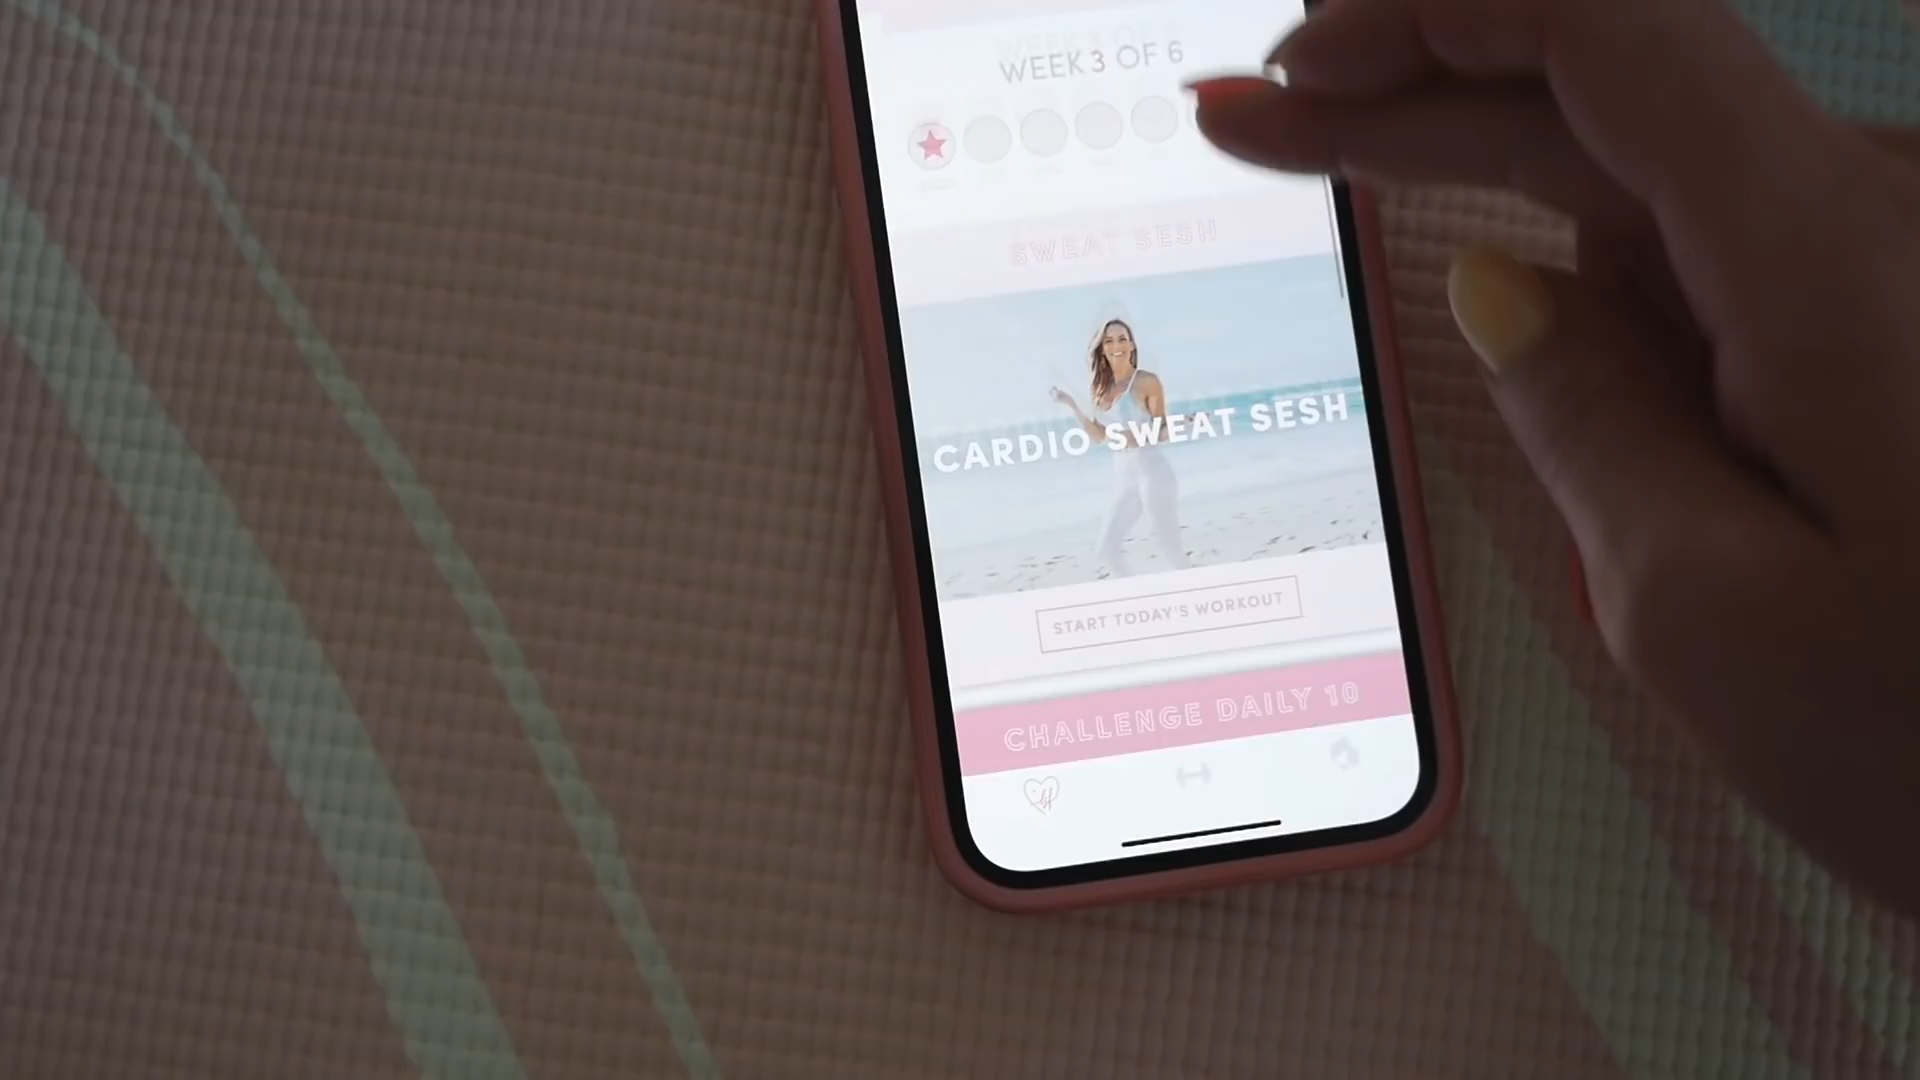 WEEK 3 OF 6
SWEAT SESH
CARDIO SWEAT SESH
START TODAY'S WORKOUT
CHALLENGE DAILY 10